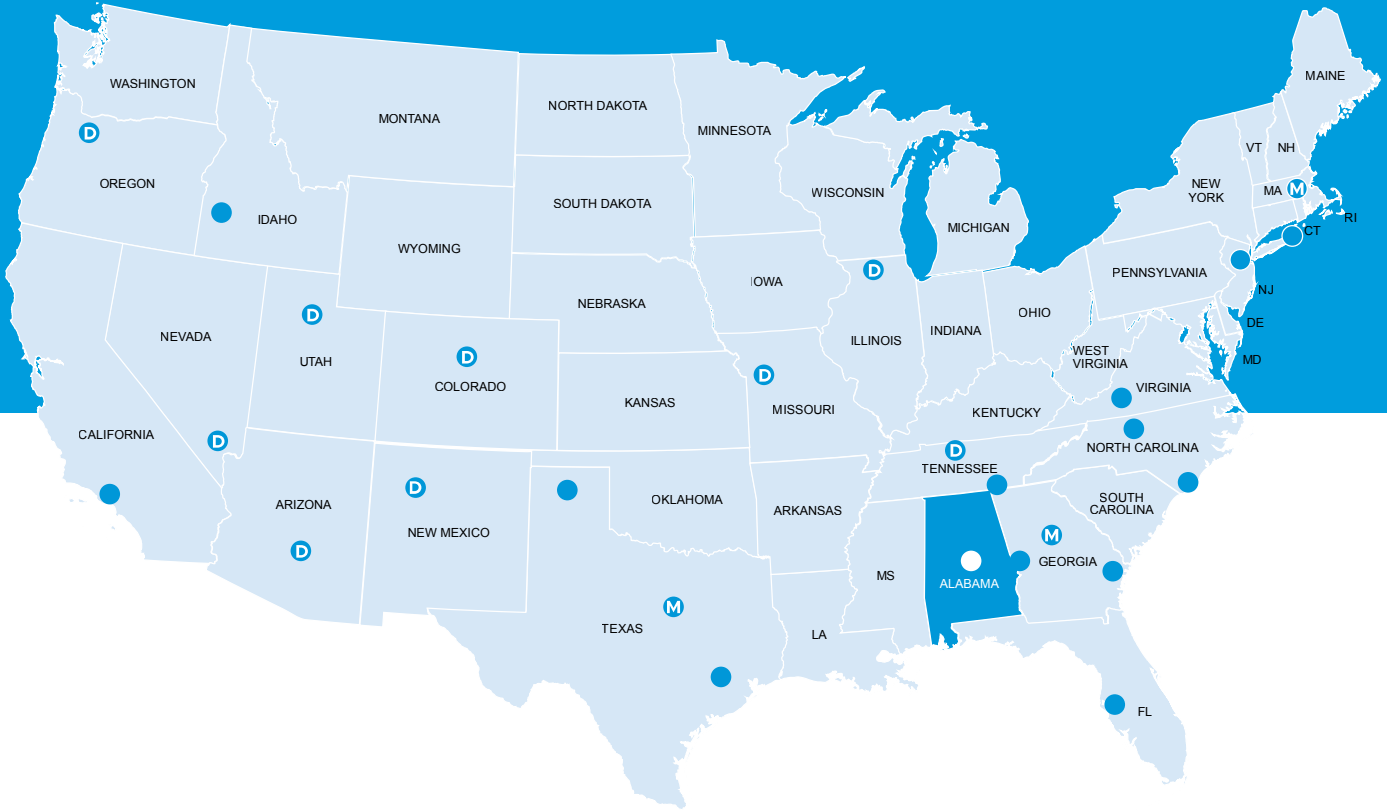 WASHINGTON
MONTANA
NORTH DAKOTA
MINNESOTA
MAINE
D
OREGON
VT
NH
WISCONSIN
NEW
YORK
MA
M
SOUTH DAKOTA
IDAHO
MICHIGAN
RI
CT
WYOMING
PENNSYLVANIA
D
IOWA
NJ
NEBRASKA
D
OHIO
DE
NEVADA
UTAH
D
COLORADO
ILLINOIS
INDIANA
WEST
VIRGINIA
MD
D
KANSAS
MISSOURI
KENTUCKY
VIRGINIA
CALIFORNIA
D
D
TENNESSEE
NORTH CAROLINA
ARIZONA
D
NEW MEXICO
OKLAHOMA
ARKANSAS
SOUTH
CAROLINA
D
M
GEORGIA
MS
ALABAMA
M
TEXAS
LA
FL